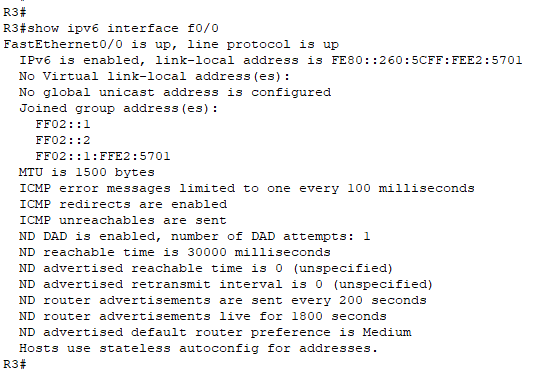 R3#
R3#show ipv6 interface f0/0
FastEthernet0/0 is up, line protocol is up
  IPv6 is enabled, link-local address is FE80::260:5CFF:FEE2:5701
  No Virtual link-local address(es):
  No global unicast address is configured
  Joined group address(es):
    FF02::1
    FF02::2
    FF02::1:FFE2:5701
  MTU is 1500 bytes
  ICMP error messages limited to one every 100 milliseconds
  ICMP redirects are enabled
  ICMP unreachables are sent
  ND DAD is enabled, number of DAD attempts: 1
  ND reachable time is 30000 milliseconds
  ND advertised reachable time is 0 (unspecified)
  ND advertised retransmit interval is 0 (unspecified)
  ND router advertisements are sent every 200 seconds
  ND router advertisements live for 1800 seconds
  ND advertised default router preference is Medium
  Hosts use stateless autoconfig for addresses.
R3#